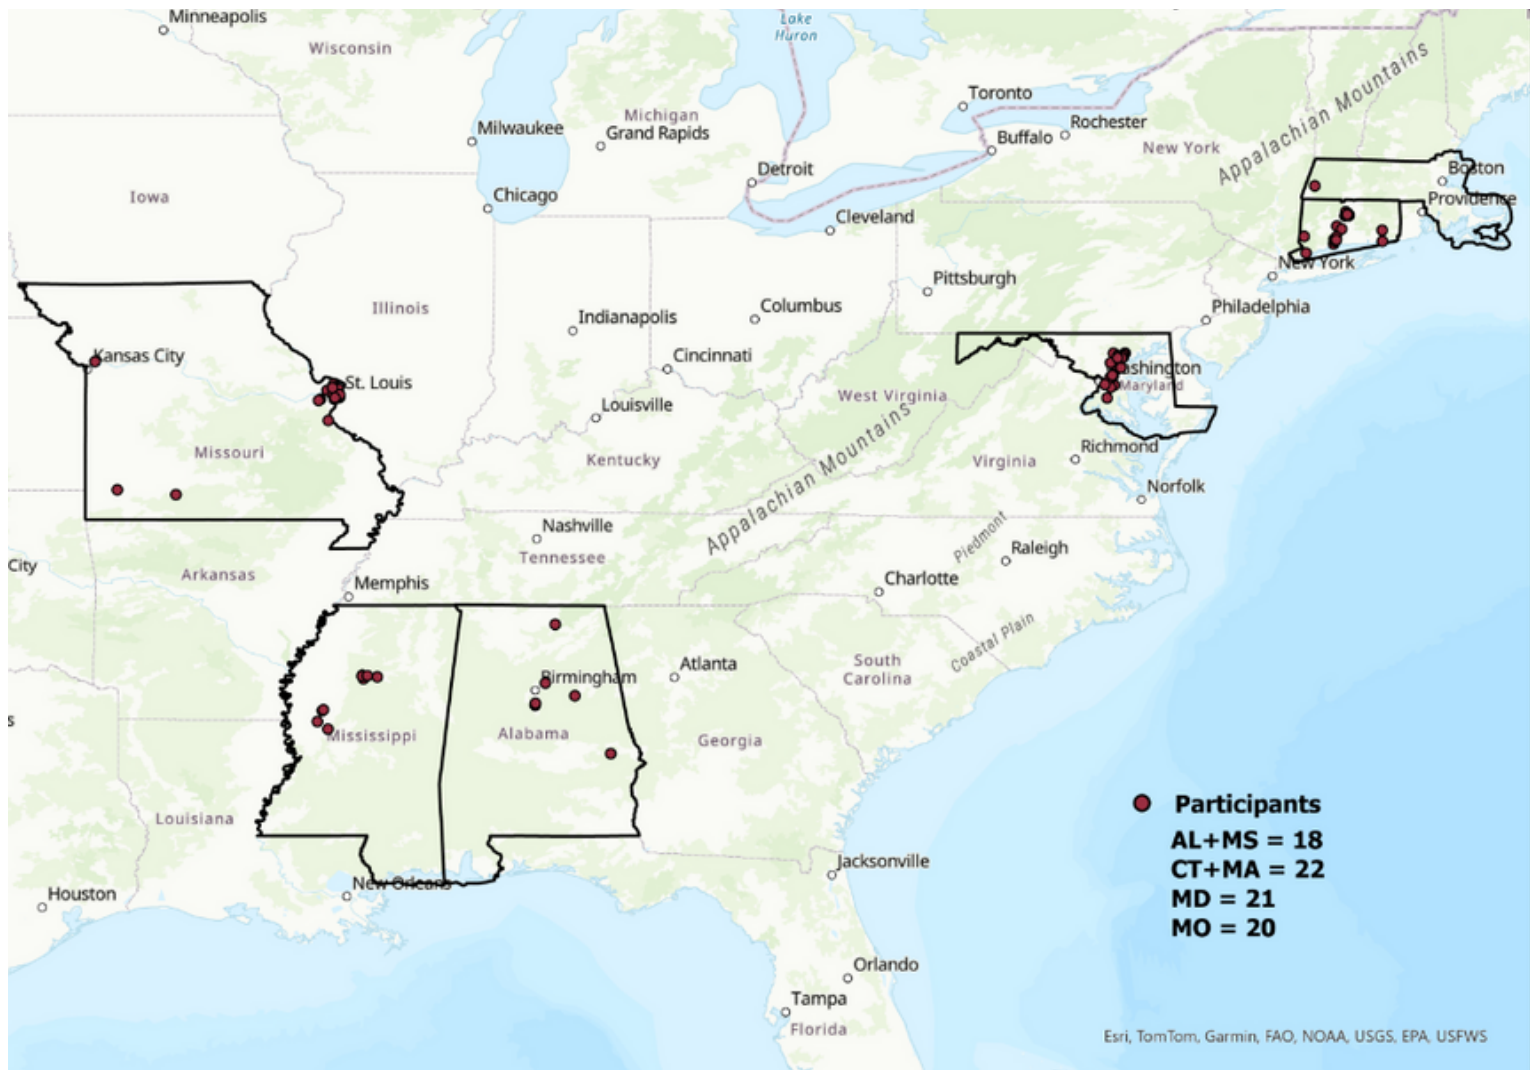 Minneapolis
Lake
Huron
Wisconsin
Toronto
Michigan
Grand Rapids
Milwaukee
Rochester
Buffalo
New York
Appalachian Mountains
Boston
Detroit
Iowa
Chicago
Providence
Cleveland
New York
Pittsburgh
Illinois
Indianapolis
Columbus
Philadelphia
Kansas City
Cincinnati
ashington
Maryland
St. Louis
West Virginia
Louisville
Missouri
Kentucky
Virginia
Richmond
Appalachian Mountains
Norfolk
Nashville
Tennessee
Piedmont
Raleigh
City
Arkansas
Memphis
Charlotte
Coastal Plain
Birmingham
Atlanta
South
Carolina
s
Mississippi
Alabama
Georgia
Louisiana
Participants
AL+MS = 18
CT+MA = 22
MD = 21
MO = 20
Jacksonville
New Orleans
Houston
Orlando
Tampa
Florida
Esri, TomTom, Garmin, FAO, NOAA, USGS, EPA, USFWS